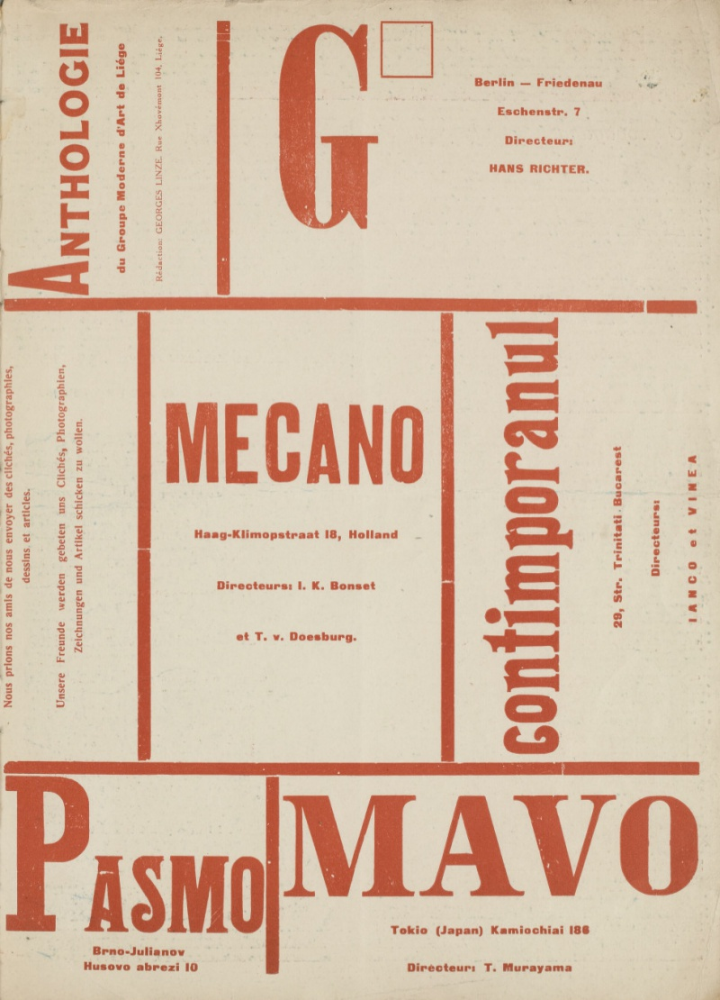 ANTHOLOGIE
du Groupe Moderne d'Art de Liége
Rédaction: GEORGES LINZE, Rue Xhovémont 104, Liége.
G
Berlin — Friedenau
Eschenstr. 7
Directeur:
HANS RICHTER.
Nous prions nos amis de nous envoyer des clichés, photographies,
dessins et articles.
Unsere Freunde werden gebeten uns Clichés, Photographien,
Zeichnungen und Artikel schicken zu wollen.
MECANO
Haag-Klimopstraat 18, Holland
Directeurs: I. K. Bonset
et T. v. Doesburg.
contimporanul
29, Str. Trinitati Bucarest
Directeurs:
IANCO et VINEA
PASMO
Brno-Julianov
Husovo abrezi 10
MAVO
Tokio (Japan) Kamiochiai 186
Directeur: T. Murayama